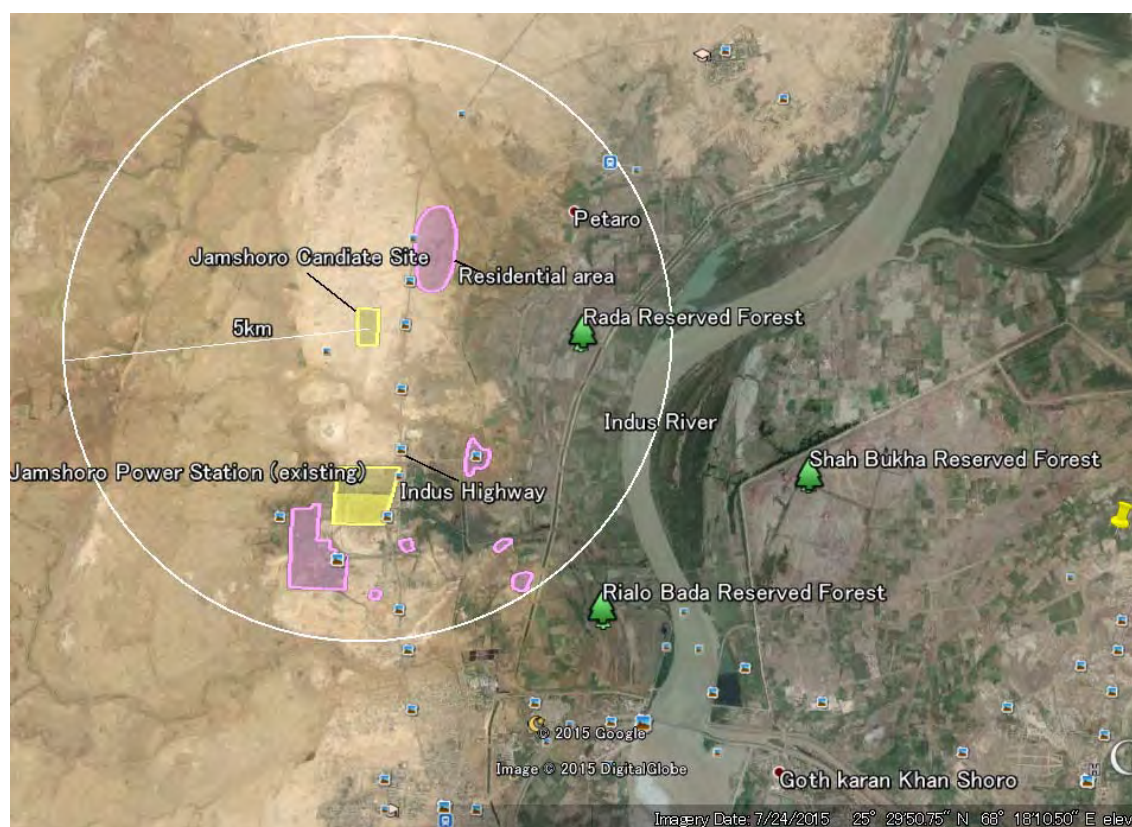 Petaro
Jamshoro Candiate Site
Residential area
Rada Reserved Forest
5km
Indus River
Shah Bukha Reserved Forest
Jamshoro Power Station (existing)
Indus Highway
Rialo Bada Reserved Forest
© 2015 Google
Image © 2015 DigitalGlobe
Goth karan Khan Shoro
Imagery Date: 7/24/2015 25° 29'50.75" N 68° 18'10.50" E elev